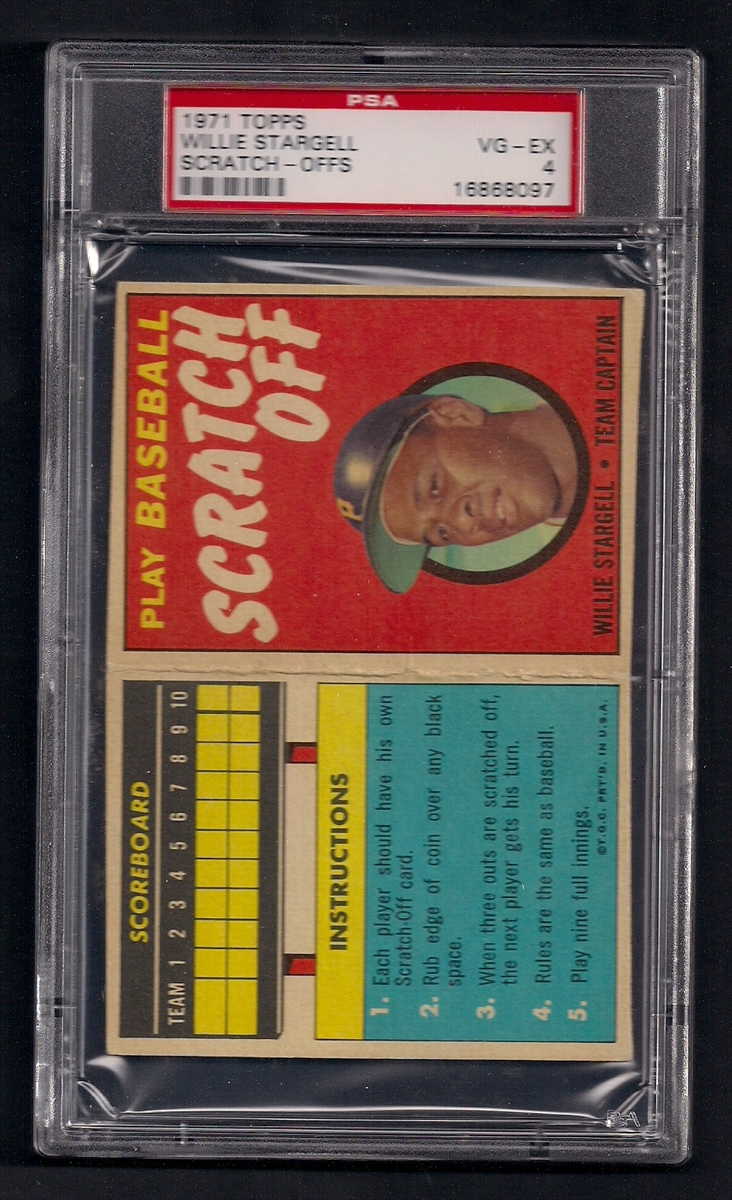 PSA
1971 TOPPS
WILLIE STARGELL VG-EX
SCRATCH-OFFS 4
16868097
PLAY BASEBALL
SCRATCH
OFF
P
WILLIE STARGELL • TEAM CAPTAIN
SCOREBOARD
TEAM 1 2 3 4 5 6 7 8 9 10
INSTRUCTIONS
1. Each player should have his own
Scratch-Off card.
2. Rub edge of coin over any black
space.
3. When three outs are scratched off,
the next player gets his turn.
4. Rules are the same as baseball.
5. Play nine full innings.
©T.C.G. PRT'D. IN U.S.A.